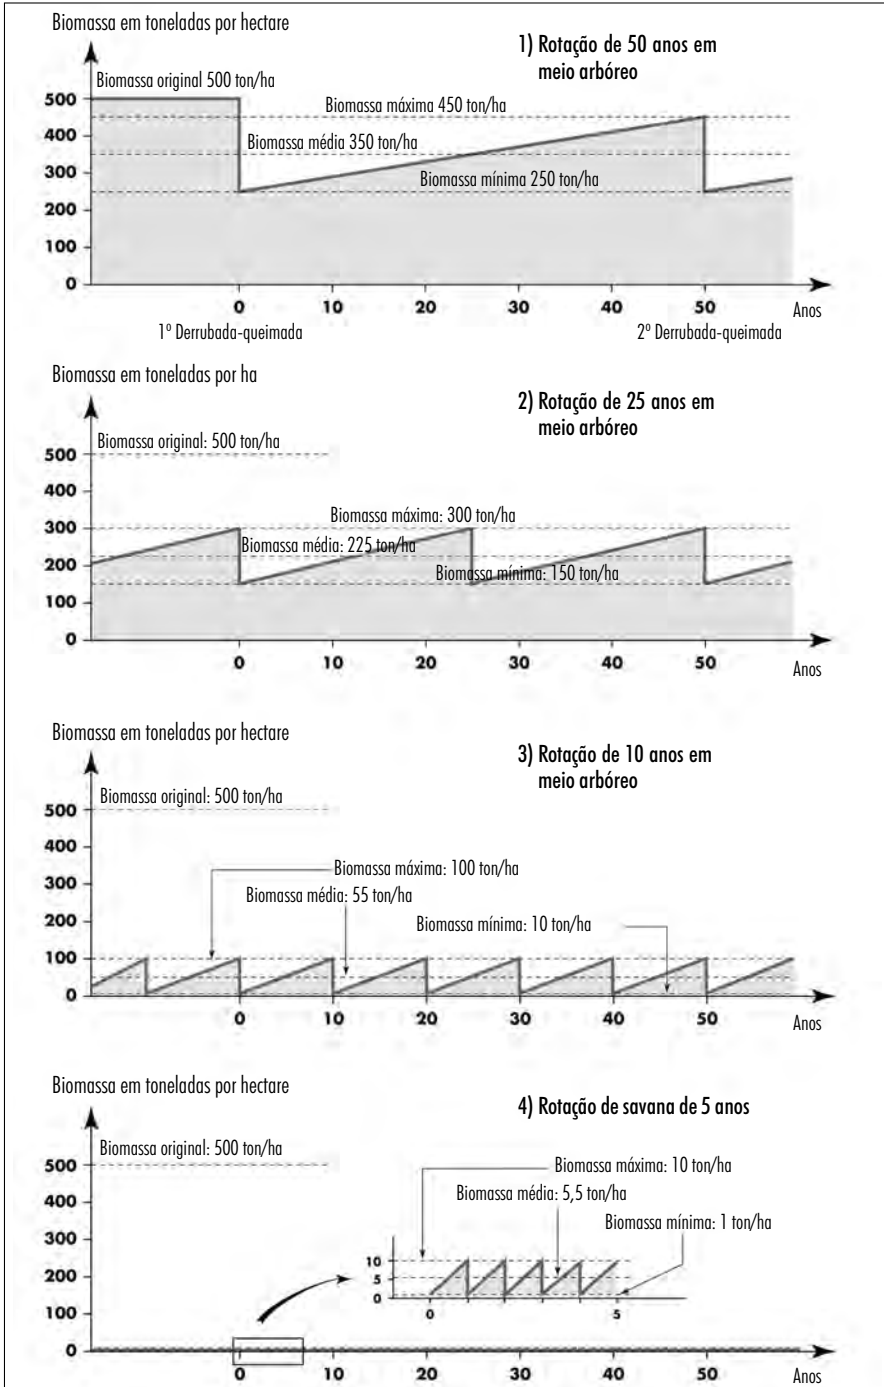 Biomassa em toneladas por hectare
1) Rotação de 50 anos em
meio arbóreo
Biomassa original 500 ton/ha
500
Biomassa máxima 450 ton/ha
400
Biomassa média 350 ton/ha
300
Biomassa mínima 250 ton/ha
200
100
0
0 10 20 30 40 50 Anos
1º Derrubada-queimada 2º Derrubada-queimada
Biomassa em toneladas por ha
2) Rotação de 25 anos em
meio arbóreo
Biomassa original: 500 ton/ha
500
400
Biomassa máxima: 300 ton/ha
300
Biomassa média: 225 ton/ha
200
Biomassa mínima: 150 ton/ha
100
0
0 10 20 30 40 50 Anos
Biomassa em toneladas por hectare
3) Rotação de 10 anos em
meio arbóreo
Biomassa original: 500 ton/ha
500
400
Biomassa máxima: 100 ton/ha
300
Biomassa média: 55 ton/ha
200
Biomassa mínima: 10 ton/ha
100
0
0 10 20 30 40 50 Anos
Biomassa em toneladas por hectare
4) Rotação de savana de 5 anos
Biomassa original: 500 ton/ha
500
Biomassa máxima: 10 ton/ha
Biomassa média: 5,5 ton/ha
400
Biomassa mínima: 1 ton/ha
300
10
5
0
0 5
200
100
0
0 10 20 30 40 50 Anos